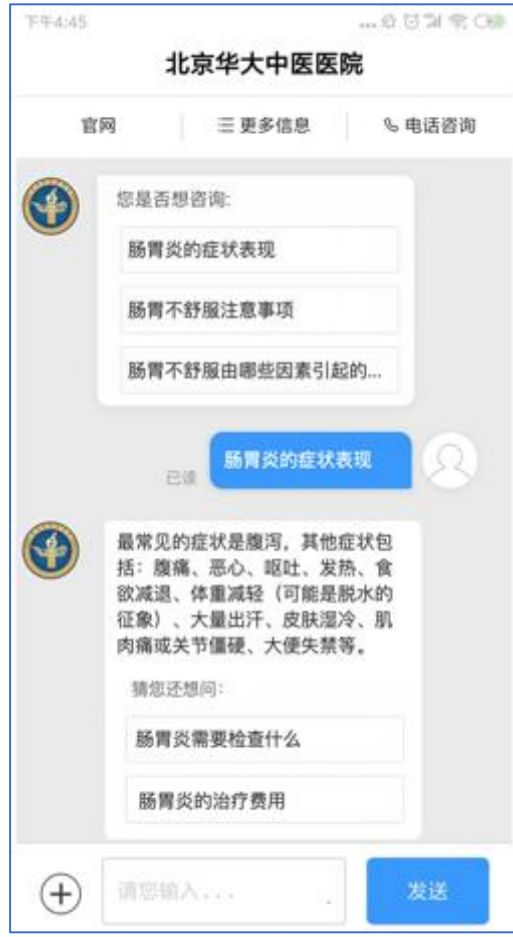 下午4:45
北京华大中医医院
官网
更多信息
电话咨询
您是否想咨询:
肠胃炎的症状表现
肠胃不舒服注意事项
肠胃不舒服由哪些因素引起的...
肠胃炎的症状表现
已读
最常见的症状是腹泻，其他症状包
括：腹痛、恶心、呕吐、发热、食
欲减退、体重减轻（可能是脱水的
征象）、大量出汗、皮肤湿冷、肌
肉痛或关节僵硬、大便失禁等。
猜您还想问：
肠胃炎需要检查什么
肠胃炎的治疗费用
请您输入...
发送